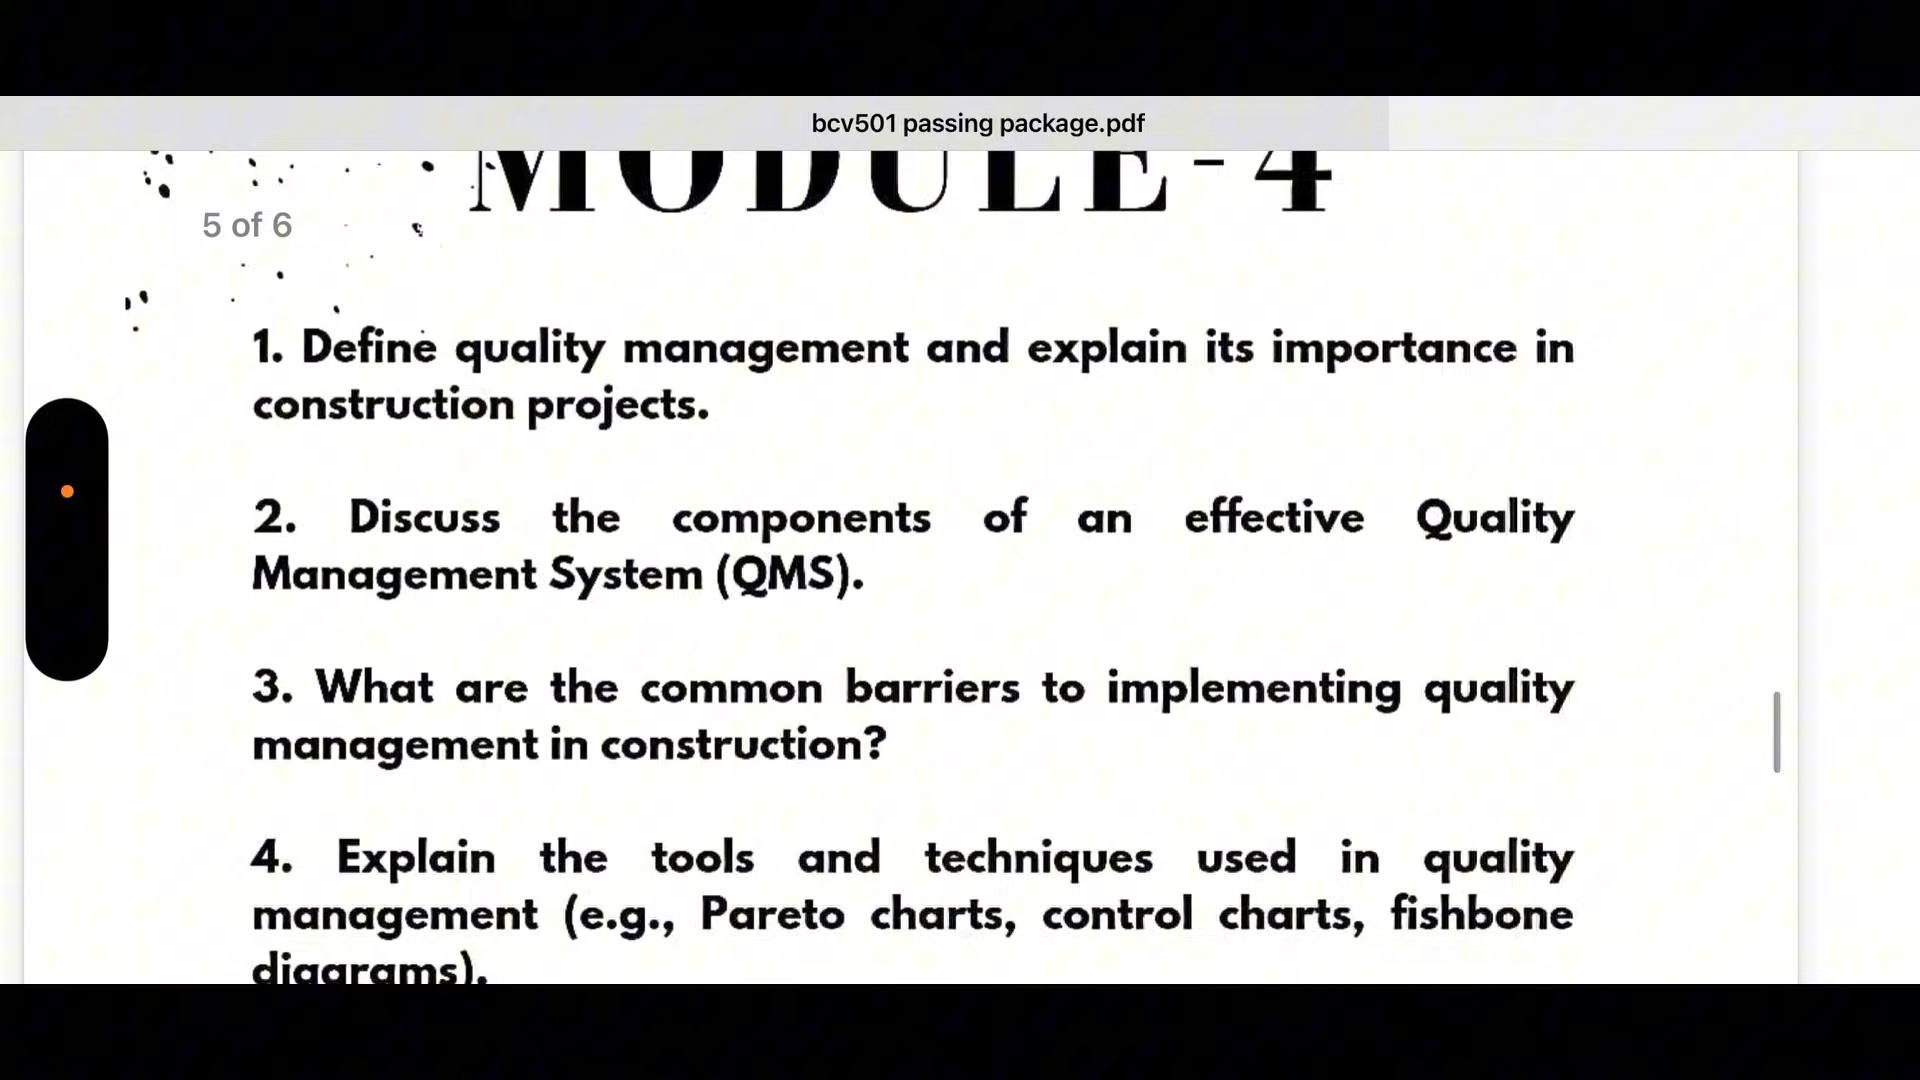 bcv501 passing package.pdf
MODULE-4
5 of 6
1. Define quality management and explain its importance in
construction projects.
2. Discuss the components of an effective Quality
Management System (QMS).
3. What are the common barriers to implementing quality
management in construction?
4. Explain the tools and techniques used in quality
management (e.g., Pareto charts, control charts, fishbone
diagrams).